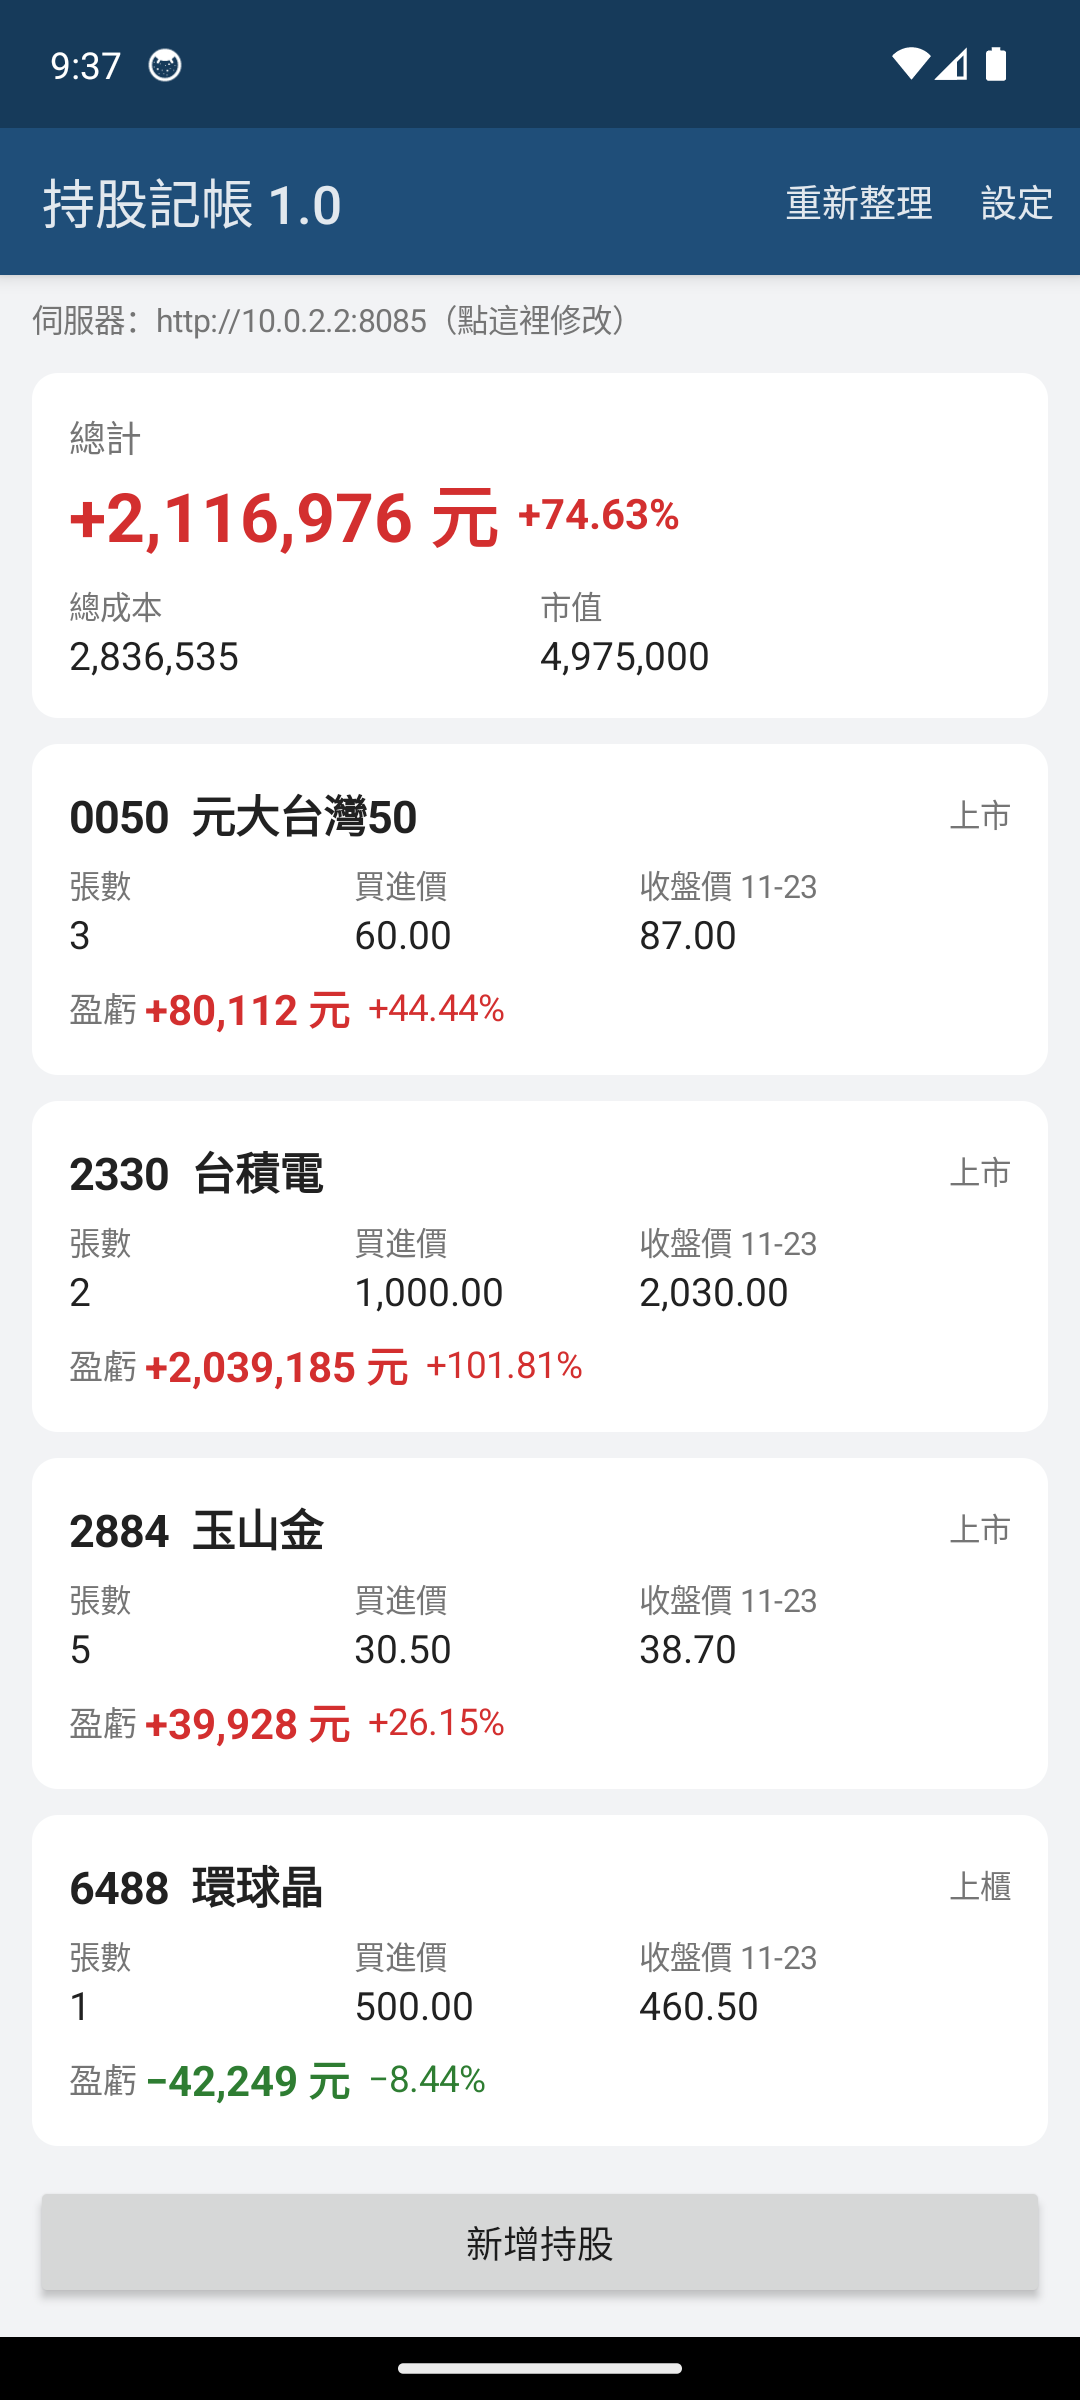 9:37
持股記帳 1.0 重新整理 設定
伺服器：http://10.0.2.2:8085（點這裡修改）
總計
+2,116,976 元 +74.63%
總成本 市值
2,836,535 4,975,000
0050 元大台灣50 上市
張數 買進價 收盤價 11-23
3 60.00 87.00
盈虧 +80,112 元 +44.44%
2330 台積電 上市
張數 買進價 收盤價 11-23
2 1,000.00 2,030.00
盈虧 +2,039,185 元 +101.81%
2884 玉山金 上市
張數 買進價 收盤價 11-23
5 30.50 38.70
盈虧 +39,928 元 +26.15%
6488 環球晶 上櫃
張數 買進價 收盤價 11-23
1 500.00 460.50
盈虧 −42,249 元 −8.44%
新增持股